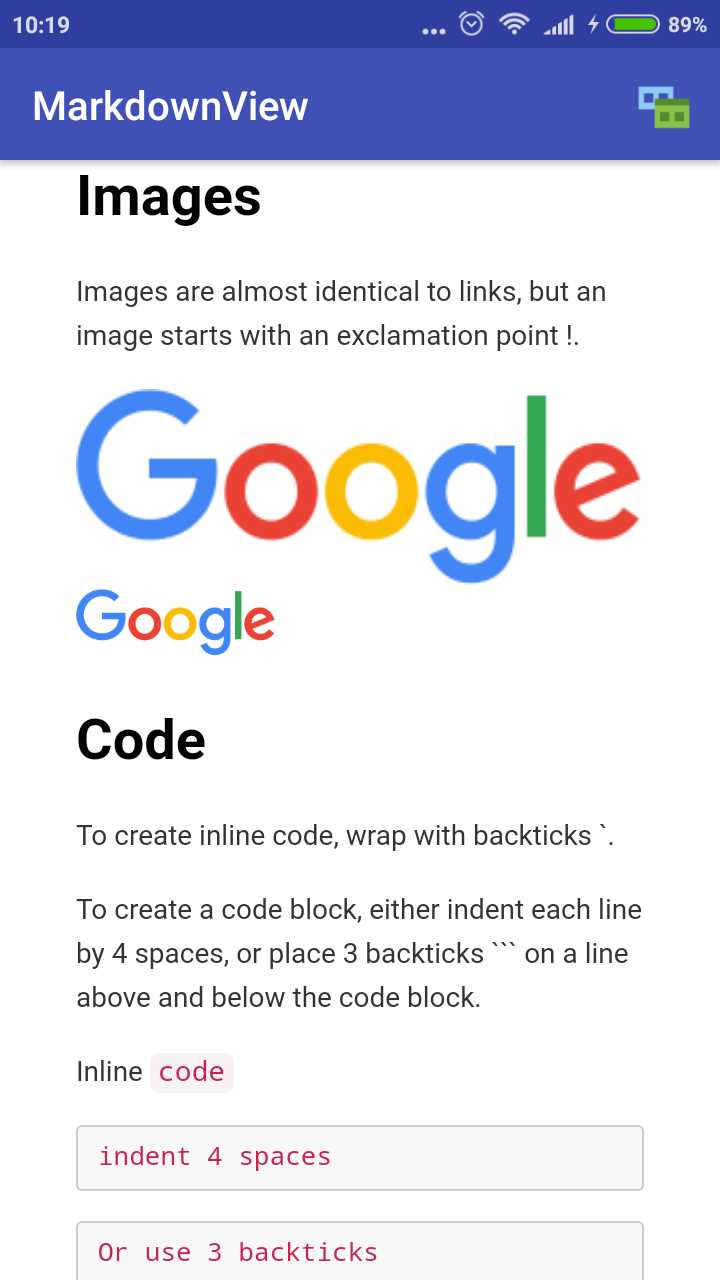 10:19
89%
MarkdownView
Images
Images are almost identical to links, but an
image starts with an exclamation point !.
Google
Google
Code
To create inline code, wrap with backticks `.
To create a code block, either indent each line
by 4 spaces, or place 3 backticks ``` on a line
above and below the code block.
Inline code
indent 4 spaces
Or use 3 backticks